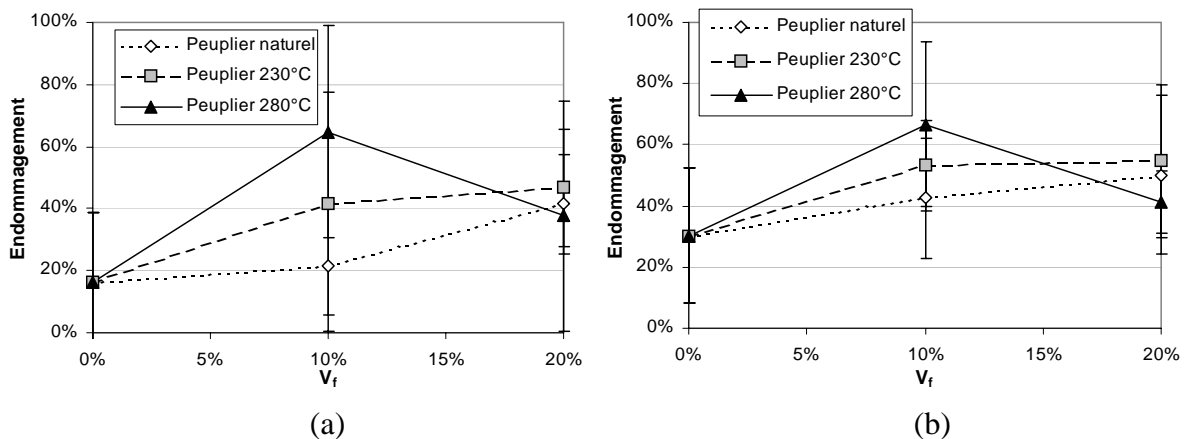 100%
80%
60%
40%
20%
0%
Endommagement
Peuplier naturel
Peuplier 230°C
Peuplier 280°C
0% 5% 10% 15% 20%
Vf
(a)
100%
80%
60%
40%
20%
0%
Endommagement
Peuplier naturel
Peuplier 230°C
Peuplier 280°C
0% 5% 10% 15% 20%
Vf
(b)